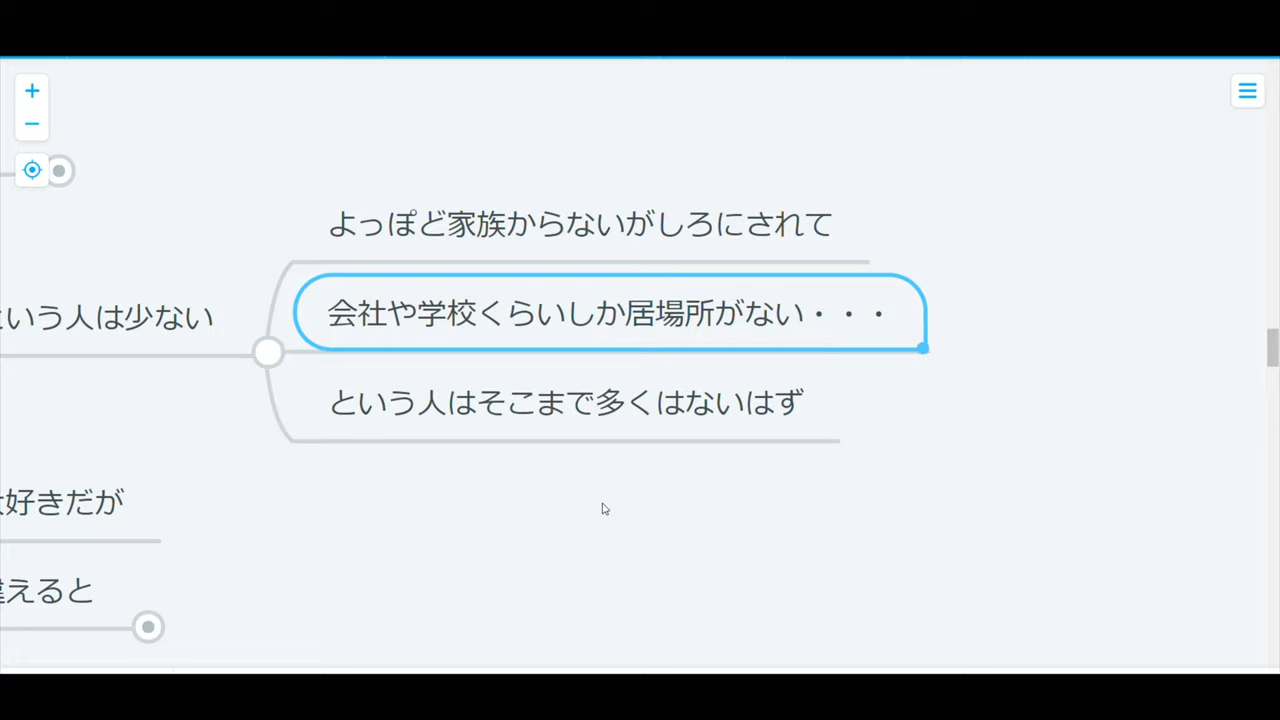 よっぽど家族からないがしろにされて
会社や学校くらいしか居場所がない・・・
いう人は少ない
という人はそこまで多くはないはず
好きだが
えると